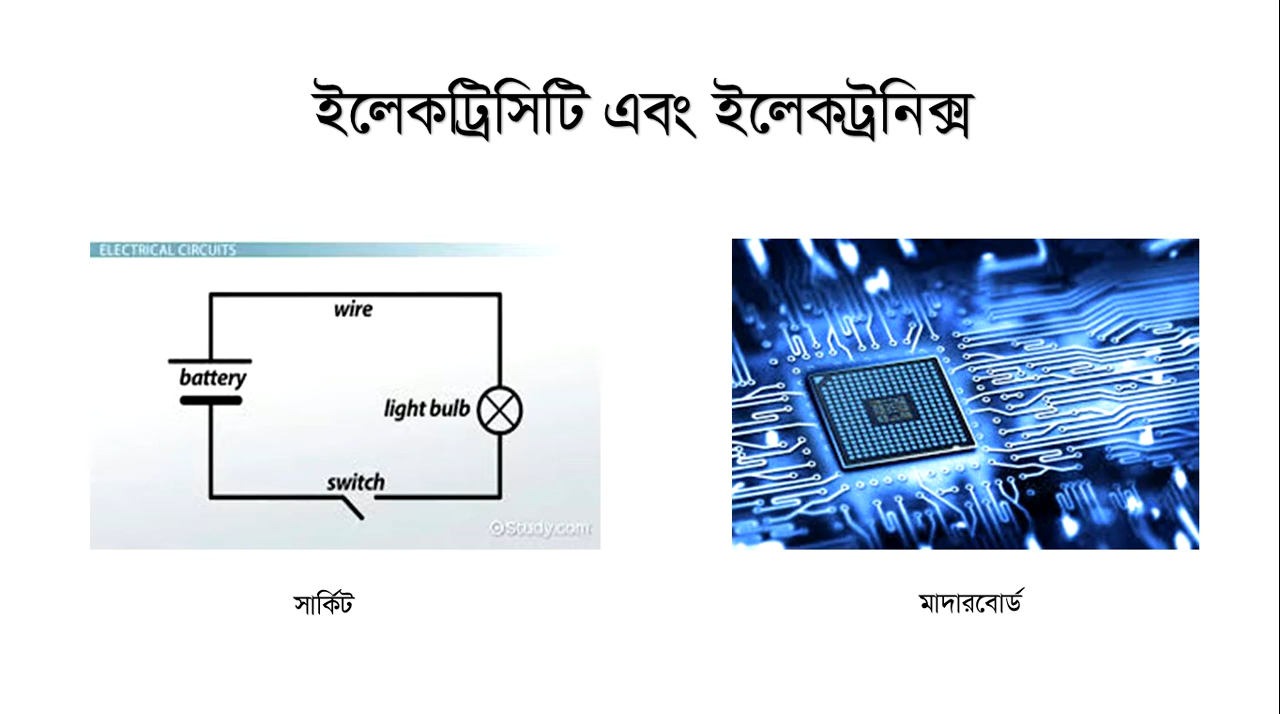 ইলেকট্রিসিটি এবং ইলেকট্রনিক্স
ELECTRICAL CIRCUITS
wire
battery
light bulb
switch
Study.com
সার্কিট
মাদারবোর্ড